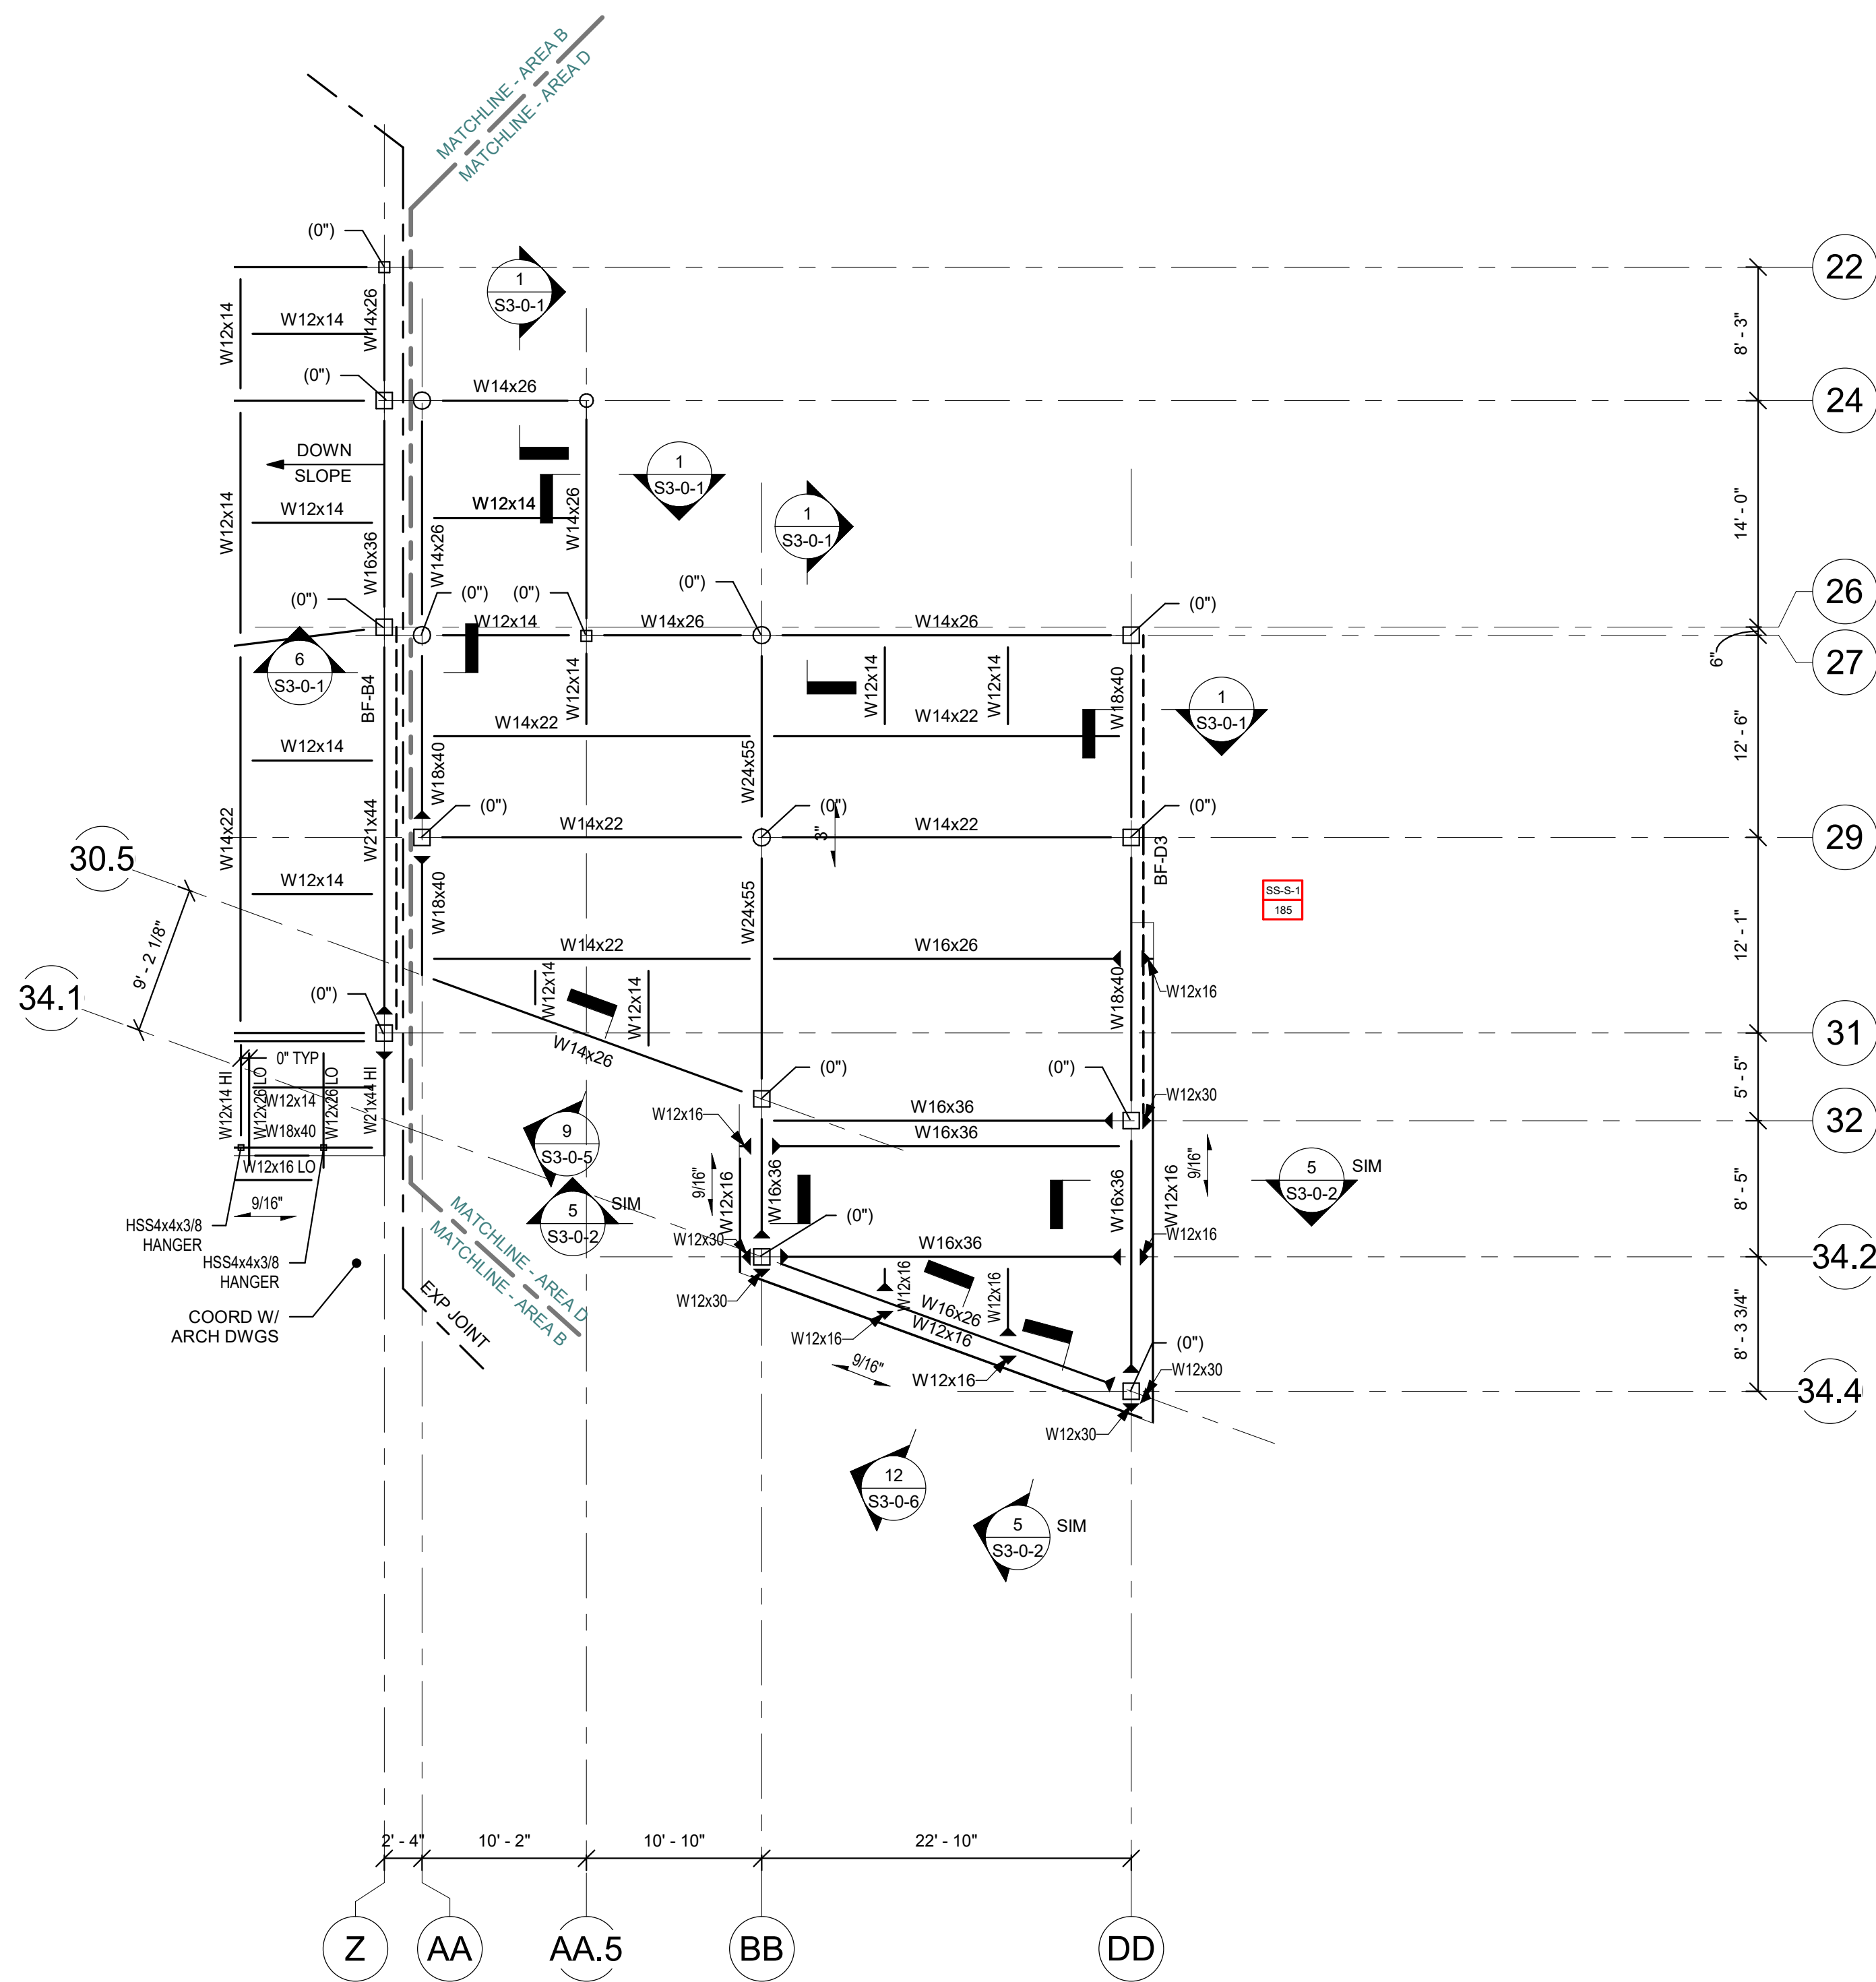 MATCHLINE - AREA B
MATCHLINE - AREA D
(0")
1
S3-0-1
22
W12x14
W12x14
W14x26
8' - 3"
(0")
W14x26
24
DOWN
SLOPE
1
S3-0-1
W12x14
W12x14
W16x36
W14x26
W12x14
W14x26
1
S3-0-1
14' - 0"
(0")
(0")
(0")
(0")
(0")
26
W12x14
W14x26
W14x26
6"
27
6
S3-0-1
BF-B4
W12x14
W12x14
W12x14
W18x40
1
S3-0-1
W14x22
W14x22
W12x14
W18x40
W24x55
12' - 6"
(0")
(0")
(0")
W14x22
W21x44
W14x22
3"
W14x22
BF-D3
29
30.5
W12x14
W18x40
W24x55
SS-S-1
185
9' - 2 1/8"
W14x22
W16x26
12' - 1"
34.1
(0")
W12x14
W12x14
W18x40
W12x16
31
W14x26
0" TYP
W12x14 HI
W12x26 LO
W12x14
W18x40
W12x26 LO
W21x44 HI
(0")
(0")
5' - 5"
W12x30
W12x16
W16x36
32
W16x36
9
S3-0-5
W12x16 LO
9/16"
9/16"
W12x16
W16x36
W16x36
W12x16
9/16"
5
S3-0-2
SIM
8' - 5"
5
S3-0-2
SIM
(0")
HSS4x4x3/8
HANGER
HSS4x4x3/8
HANGER
MATCHLINE - AREA D
MATCHLINE - AREA B
W12x30
W16x36
W12x16
34.2
COORD W/
ARCH DWGS
EXP JOINT
W12x30
W12x16
W12x16
W16x26
W12x16
W12x16
9/16"
W12x16
(0")
W12x30
8' - 3 3/4"
34.4
W12x30
12
S3-0-6
5
S3-0-2
SIM
2' - 4"
10' - 2"
10' - 10"
22' - 10"
Z
AA
AA.5
BB
DD